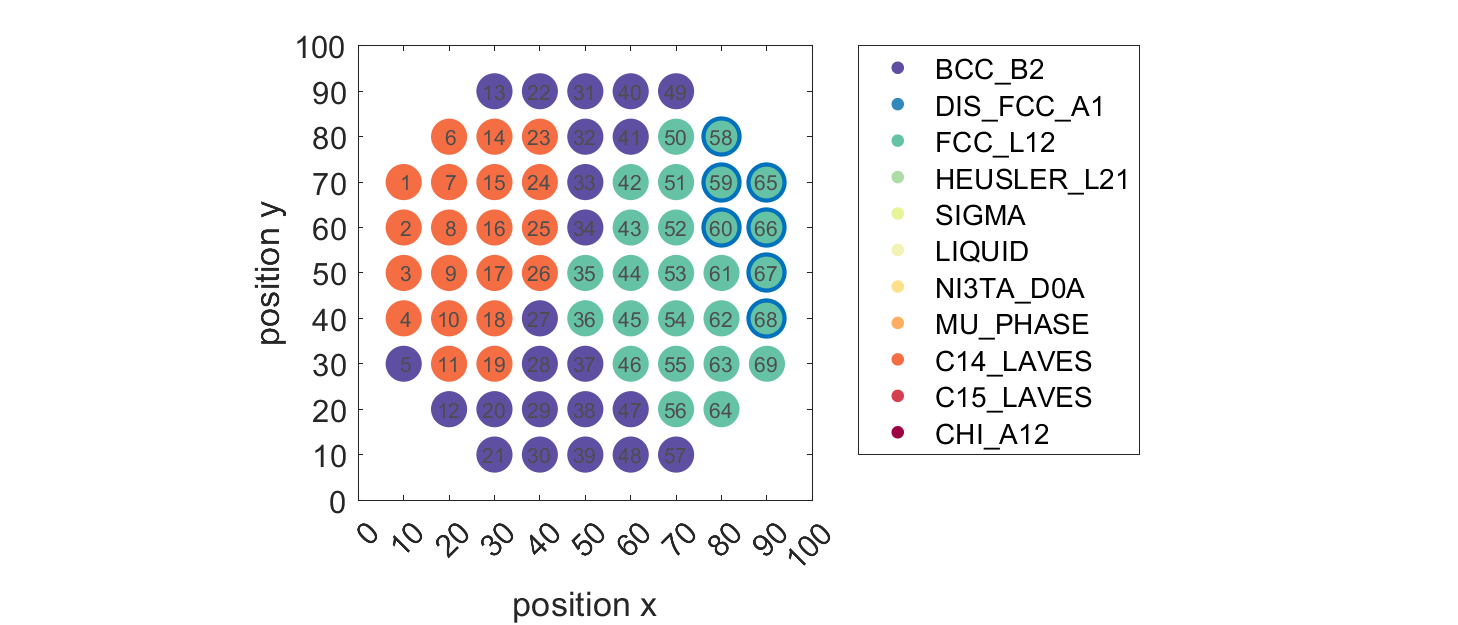 100
90
80
70
60
50
40
30
20
10
0
position y
13 22 31 40 49
6 14 23 32 41 50 58
1 7 15 24 33 42 51 59 65
2 8 16 25 34 43 52 60 66
3 9 17 26 35 44 53 61 67
4 10 18 27 36 45 54 62 68
5 11 19 28 37 46 55 63 69
12 20 29 38 47 56 64
21 30 39 48 57
0 10 20 30 40 50 60 70 80 90 100
position x
BCC_B2
DIS_FCC_A1
FCC_L12
HEUSLER_L21
SIGMA
LIQUID
NI3TA_D0A
MU_PHASE
C14_LAVES
C15_LAVES
CHI_A12